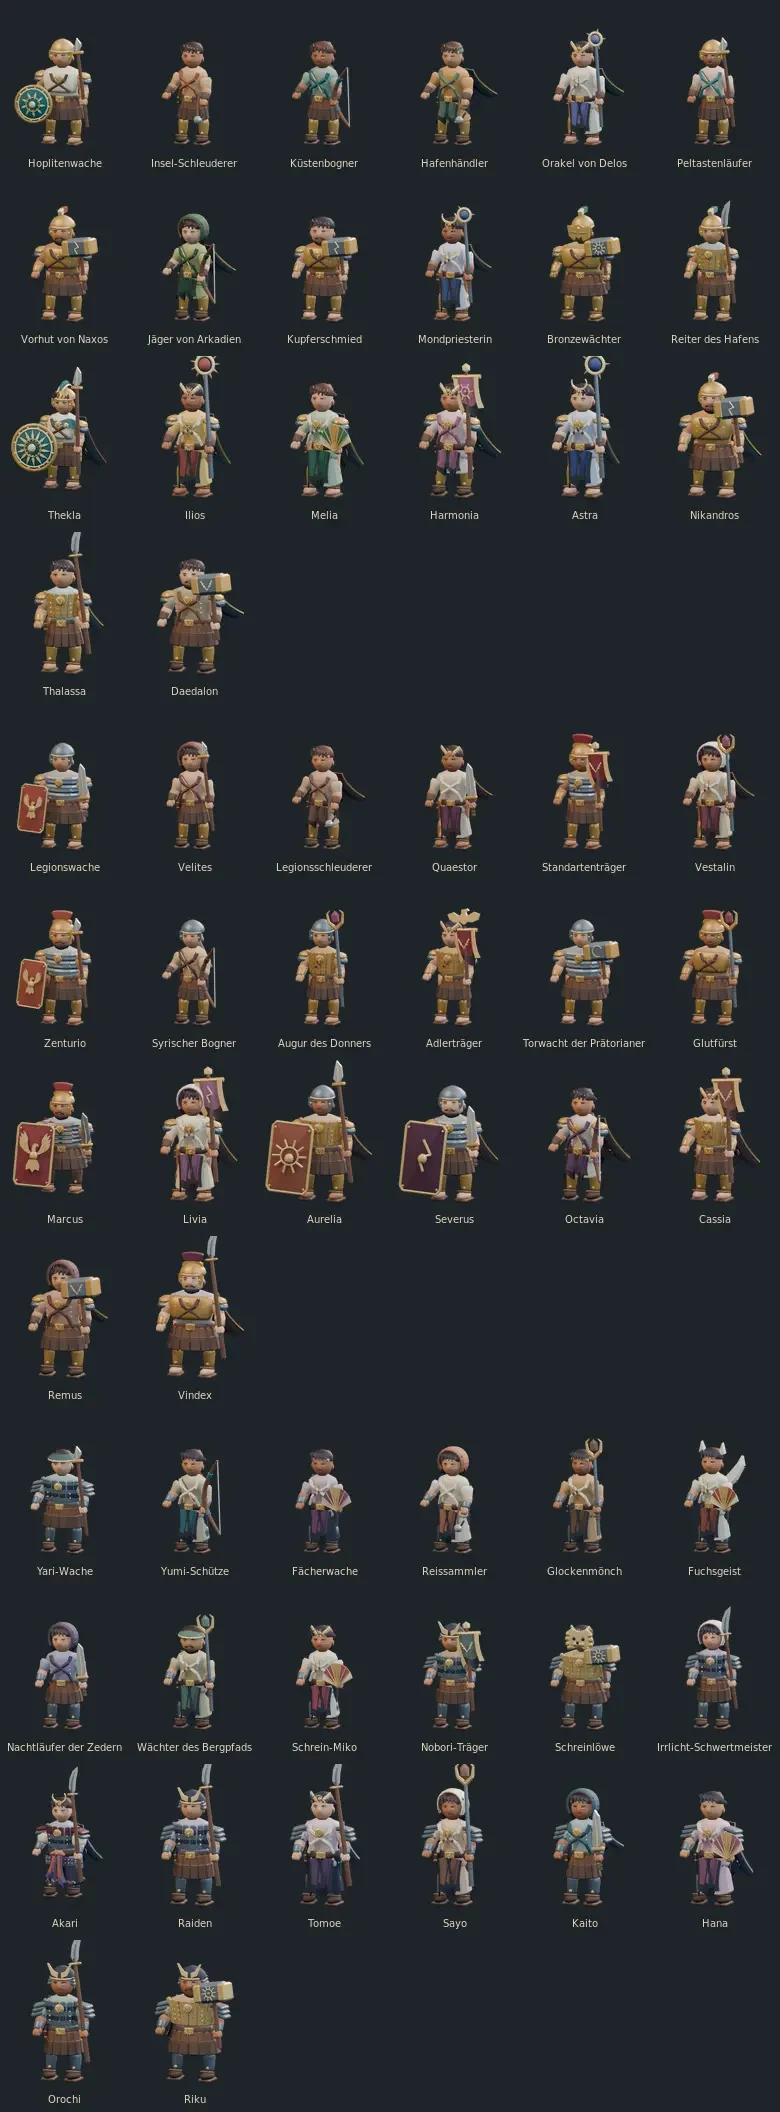 Hoplitenwache Insel-Schleuderer Küstenbogner Hafenhändler Orakel von Delos Peltastenläufer
Vorhut von Naxos Jäger von Arkadien Kupferschmied Mondpriesterin Bronzewächter Reiter des Hafens
Thekla Ilios Melia Harmonia Astra Nikandros
Thalassa Daedalon
Legionswache Velites Legionsschleuderer Quaestor Standartenträger Vestalin
Zenturio Syrischer Bogner Augur des Donners Adlerträger Torwacht der Prätorianer Glutfürst
Marcus Livia Aurelia Severus Octavia Cassia
Remus Vindex
Yari-Wache Yumi-Schütze Fächerwache Reissammler Glockenmönch Fuchsgeist
Nachtläufer der Zedern Wächter des Bergpfads Schrein-Miko Nobori-Träger Schreinlöwe Irrlicht-Schwertmeister
Akari Raiden Tomoe Sayo Kaito Hana
Orochi Riku